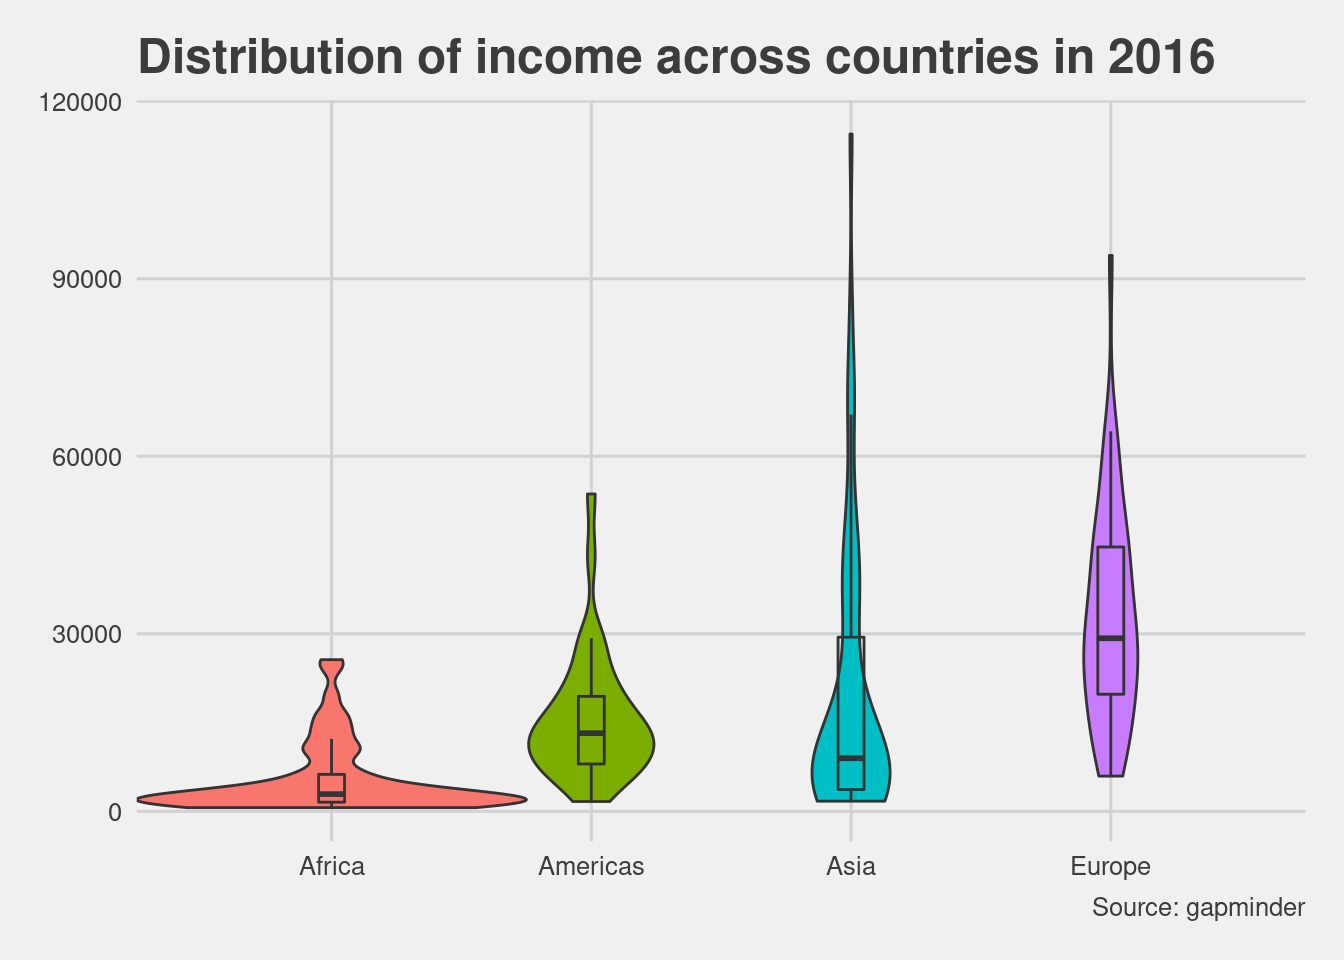 Distribution of income across countries in 2016
120000
90000
60000
30000
0
Africa
Americas
Asia
Europe
Source: gapminder